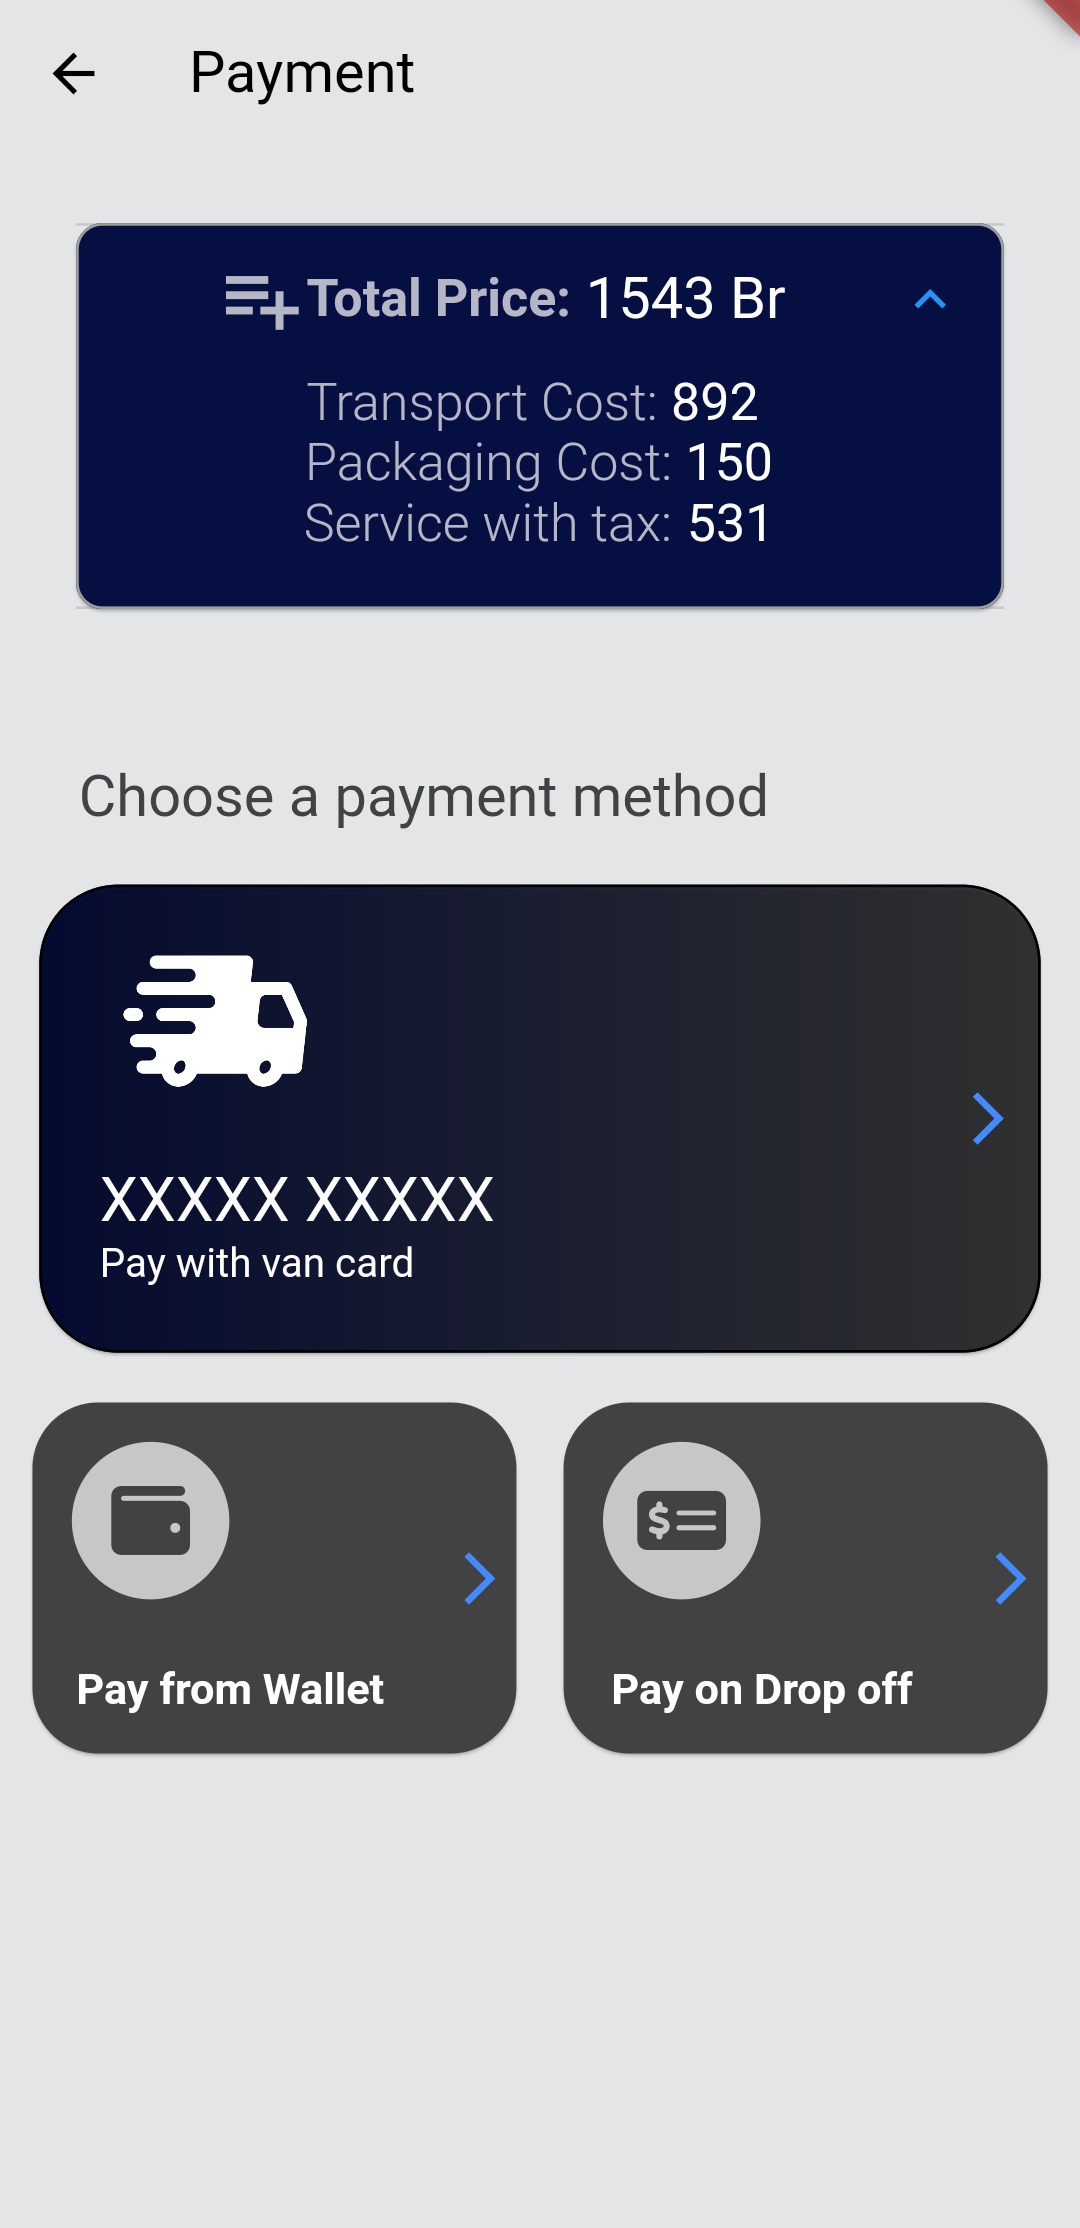 Payment
Total Price: 1543 Br
Transport Cost: 892
Packaging Cost: 150
Service with tax: 531
Choose a payment method
XXXXX XXXXX
Pay with van card
Pay from Wallet
Pay on Drop off